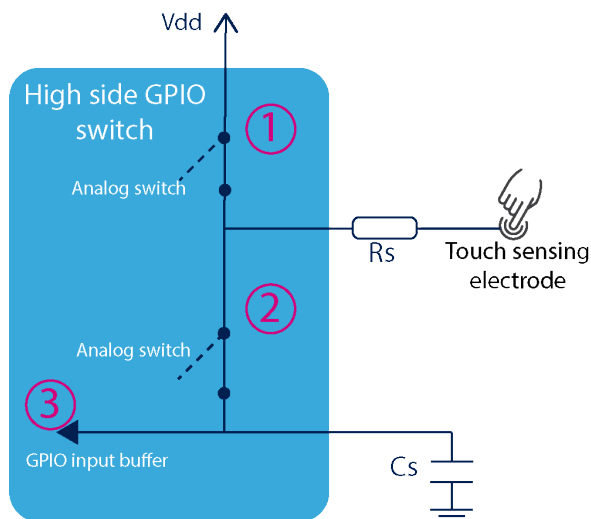 Vdd
High side GPIO
switch
1
Analog switch
Rs
Touch sensing
electrode
2
Analog switch
3
GPIO input buffer
Cs